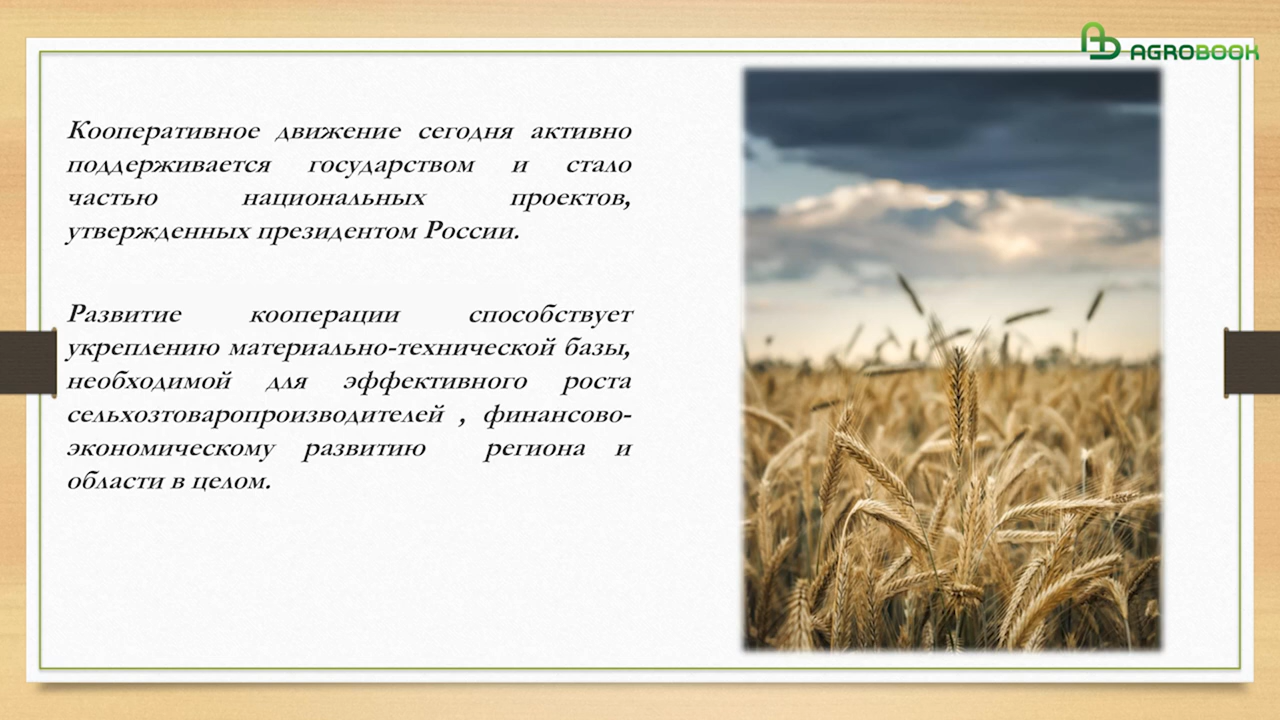 AGROBOOK
Кооперативное движение сегодня активно
поддерживается государством и стало
частью национальных проектов,
утвержденных президентом России.
Развитие кооперации способствует
укреплению материально-технической базы,
необходимой для эффективного роста
сельхозтоваропроизводителей , финансово-
экономическому развитию региона и
области в целом.